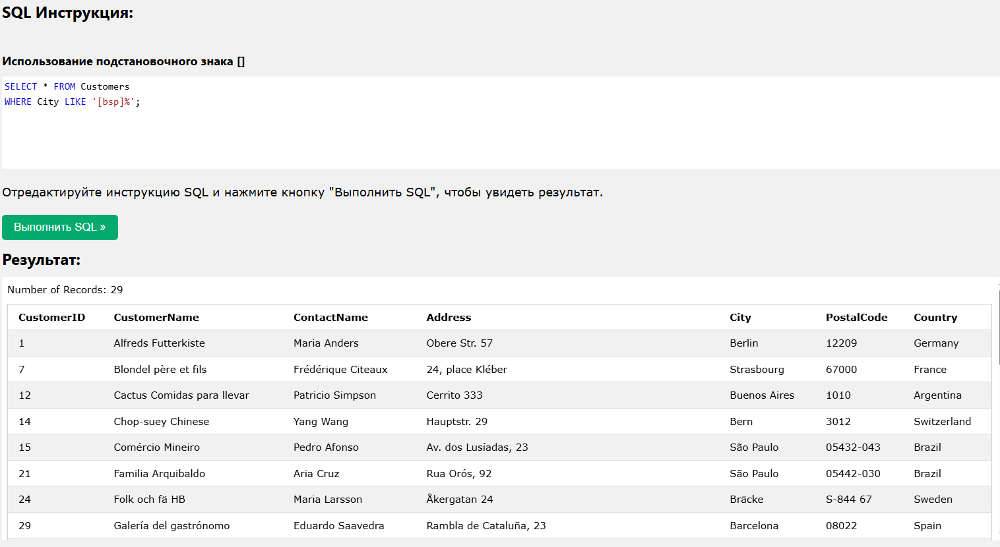 SQL Инструкция:
Использование подстановочного знака []
SELECT * FROM Customers
WHERE City LIKE '[bsp]%';
Отредактируйте инструкцию SQL и нажмите кнопку "Выполнить SQL", чтобы увидеть результат.
Выполнить SQL »
Результат:
Number of Records: 29
CustomerID CustomerName ContactName Address City PostalCode Country
1 Alfreds Futterkiste Maria Anders Obere Str. 57 Berlin 12209 Germany
7 Blondel père et fils Frédérique Citeaux 24, place Kléber Strasbourg 67000 France
12 Cactus Comidas para llevar Patricio Simpson Cerrito 333 Buenos Aires 1010 Argentina
14 Chop-suey Chinese Yang Wang Hauptstr. 29 Bern 3012 Switzerland
15 Comércio Mineiro Pedro Afonso Av. dos Lusíadas, 23 São Paulo 05432-043 Brazil
21 Familia Arquibaldo Aria Cruz Rua Orós, 92 São Paulo 05442-030 Brazil
24 Folk och fä HB Maria Larsson Åkergatan 24 Bräcke S-844 67 Sweden
29 Galería del gastrónomo Eduardo Saavedra Rambla de Cataluña, 23 Barcelona 08022 Spain